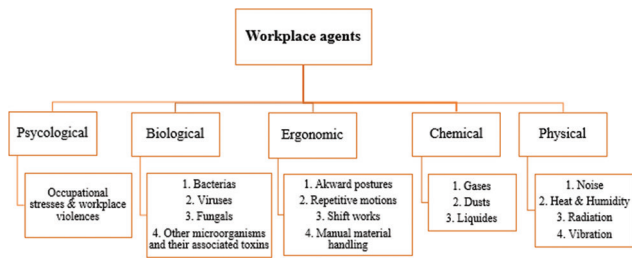 Workplace agents
Psycological
Biological
Ergonomic
Chemical
Physical
Occupational
stresses & workplace
violences
1. Bacterias
2. Viruses
3. Fungals
4. Other microorganisms
and their associated toxins
1. Akward postures
2. Repetitive motions
3. Shift works
4. Manual material
handling
1. Gases
2. Dusts
3. Liquides
1. Noise
2. Heat & Humidity
3. Radiation
4. Vibration